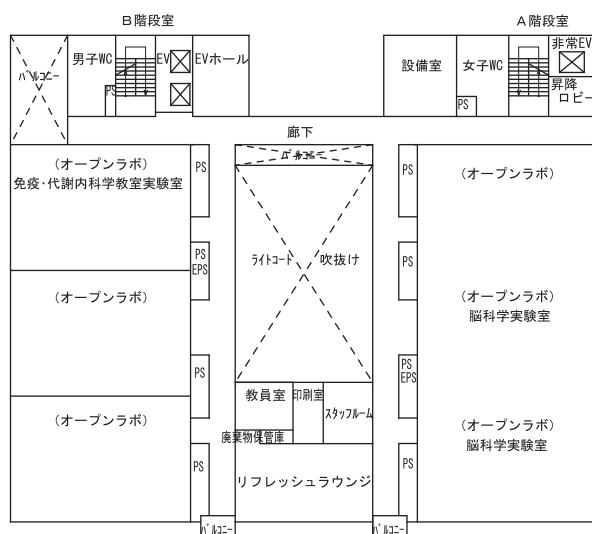 B階段室
A階段室
男子WC
EV
EVホール
設備室
女子WC
非常EV
昇降
ロビー
バルコニー
PS
PS
廊下
バルコニー
(オープンラボ)
免疫・代謝内科学教室実験室
PS
PS
(オープンラボ)
PS
EPS
PS
ライトコート
吹抜け
(オープンラボ)
(オープンラボ)
脳科学実験室
PS
PS
EPS
教員室
印刷室
スタッフルーム
(オープンラボ)
(オープンラボ)
脳科学実験室
廃棄物保管庫
PS
PS
リフレッシュラウンジ
バルコニー
バルコニー